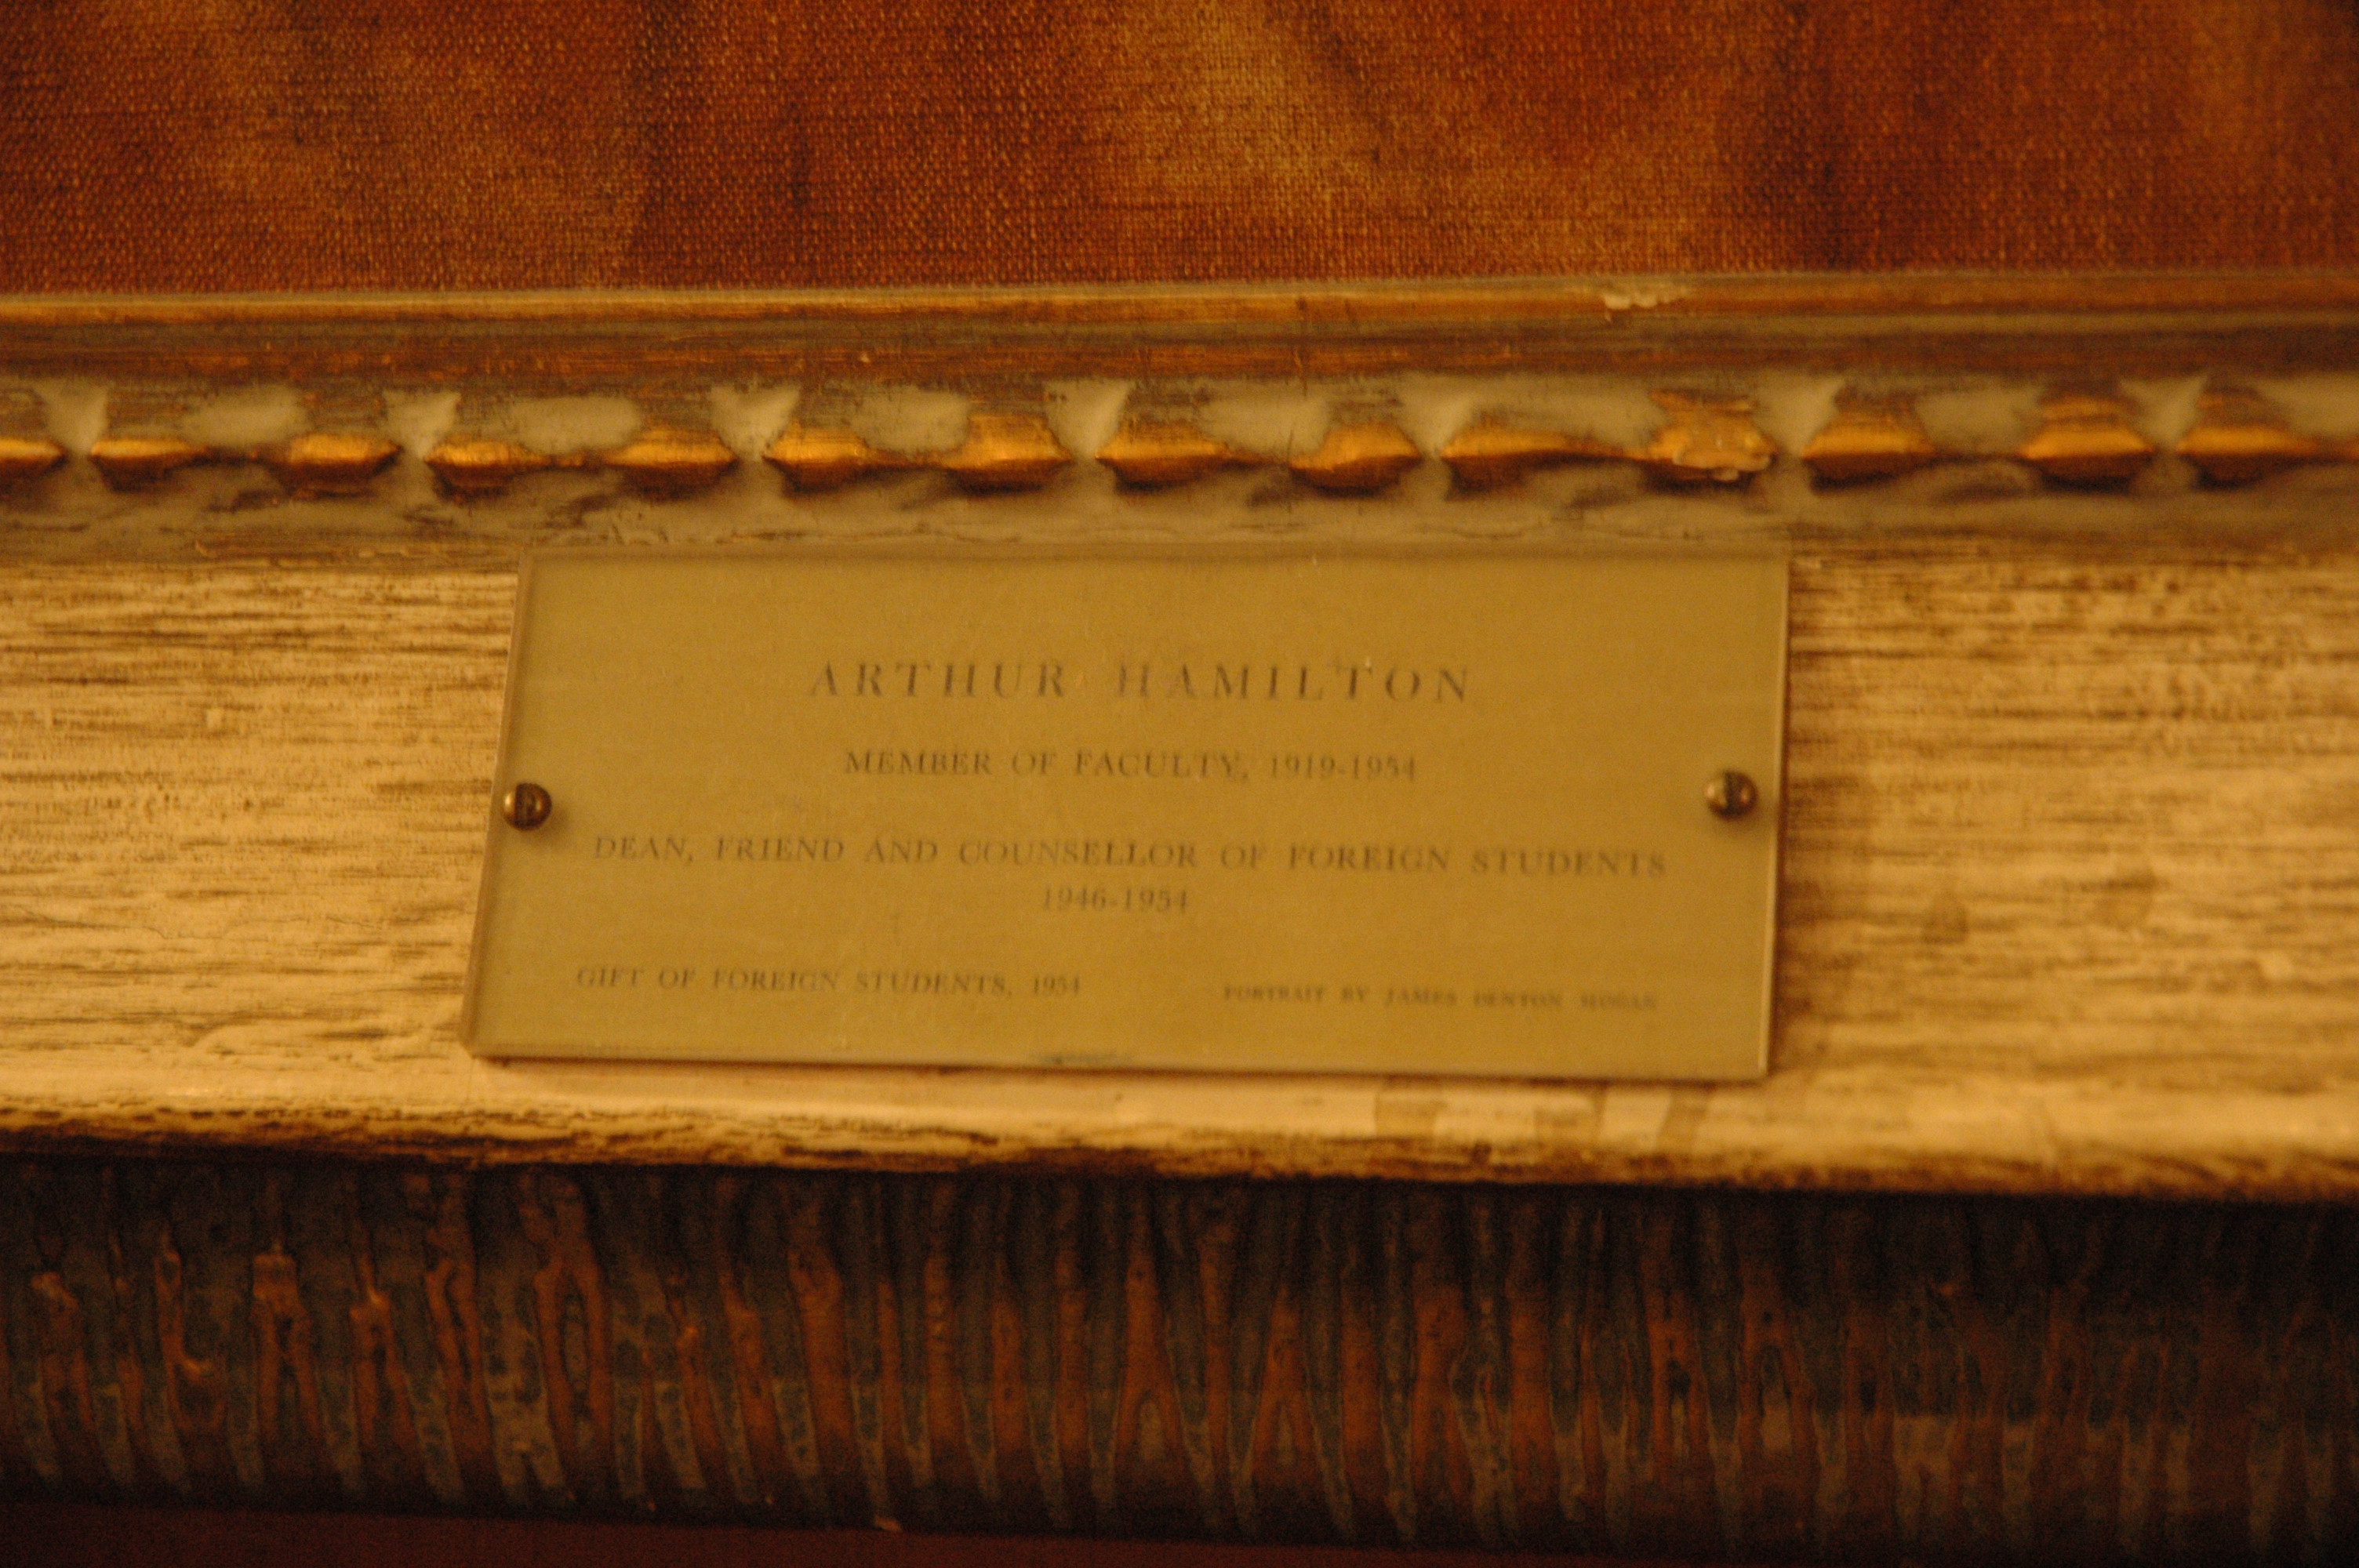 ARTHUR HAMILTON
MEMBER OF FACULTY, 1919-1954
DEAN, FRIEND AND COUNSELLOR OF FOREIGN STUDENTS
1946-1954
GIFT OF FOREIGN STUDENTS, 1954
PORTRAIT BY JAMES DENTON